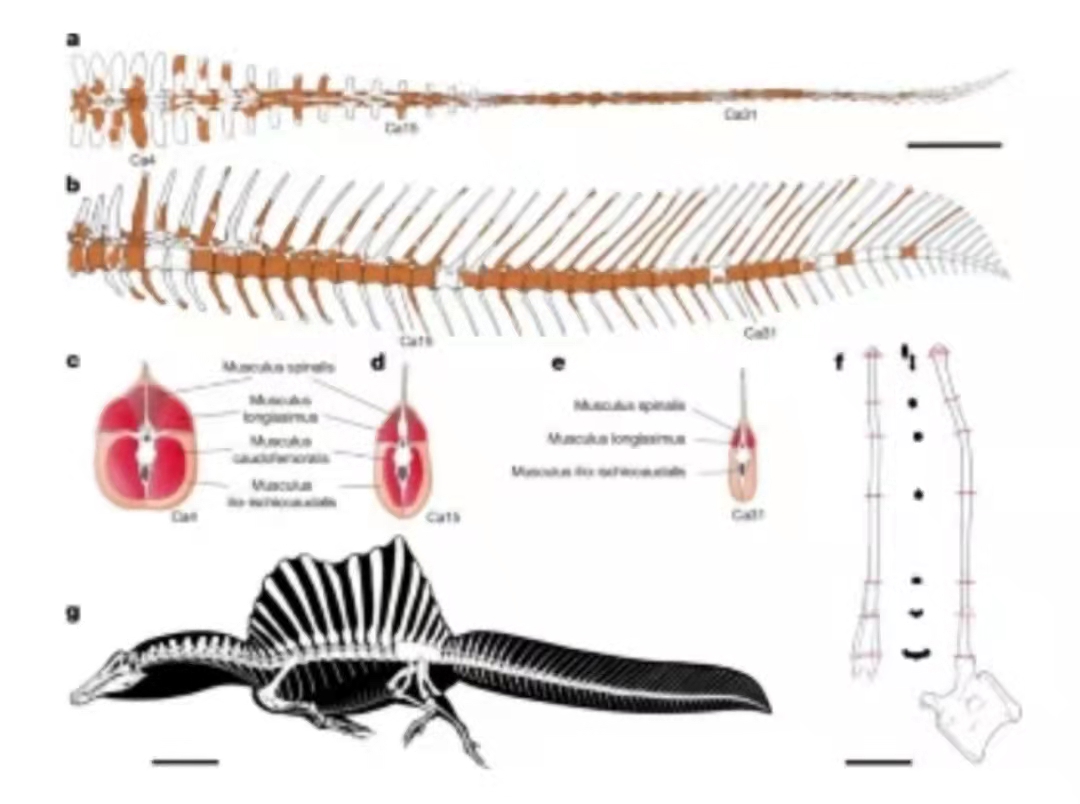 a
Ca15
Ca31
Ca4
b
Ca15
Ca31
c
Musculus spinalis
d
Musculus
longissimus
Musculus
caudofemoralis
Musculus
ilio-ischiocaudalis
Ca4
Ca15
e
Musculus spinalis
Musculus longissimus
Musculus ilio-ischiocaudalis
Ca31
f
g